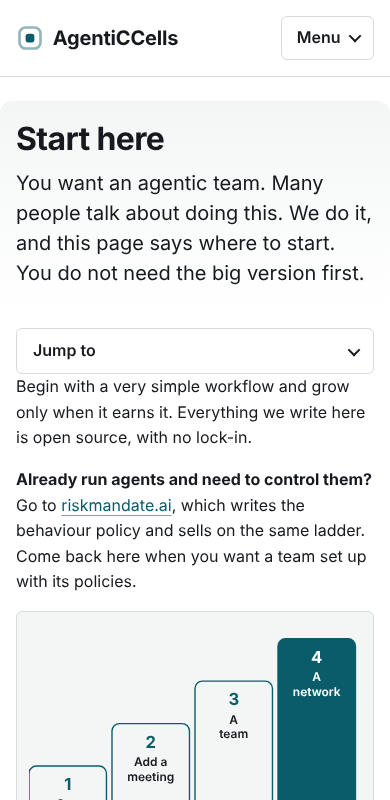 AgentiCCells
Menu
Start here
You want an agentic team. Many
people talk about doing this. We do it,
and this page says where to start.
You do not need the big version first.
Jump to
Begin with a very simple workflow and grow
only when it earns it. Everything we write here
is open source, with no lock-in.
Already run agents and need to control them?
Go to riskmandate.ai, which writes the
behaviour policy and sells on the same ladder.
Come back here when you want a team set up
with its policies.
4
A
network
3
A
team
2
Add a
meeting
1